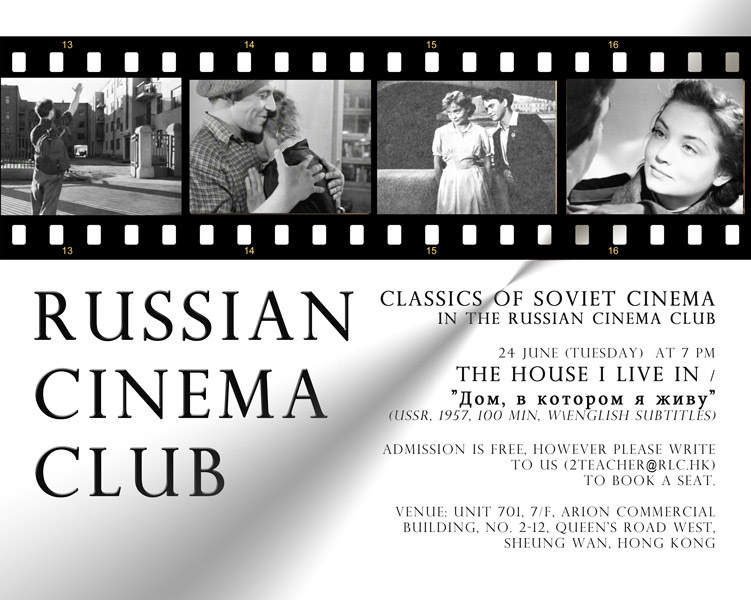 13 14 15 16
13 14 15 16
RUSSIAN
CINEMA
CLUB
CLASSICS OF SOVIET CINEMA
IN THE RUSSIAN CINEMA CLUB
24 JUNE (TUESDAY) AT 7 PM
THE HOUSE I LIVE IN /
"Дом, в котором я живу"
(USSR, 1957, 100 MIN, W\ENGLISH SUBTITLES)
ADMISSION IS FREE, HOWEVER PLEASE WRITE
TO US (2TEACHER@RLC.HK)
TO BOOK A SEAT.
VENUE: UNIT 701, 7/F, ARION COMMERCIAL
BUILDING, NO. 2-12, QUEEN'S ROAD WEST,
SHEUNG WAN, HONG KONG